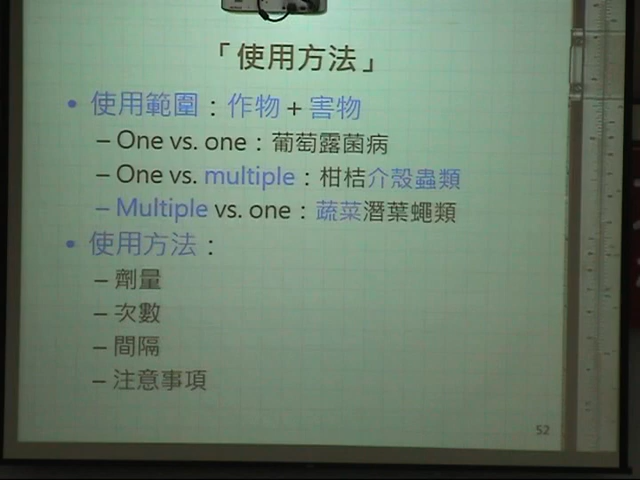 「使用方法」
• 使用範圍：作物 + 害物
– One vs. one：葡萄露菌病
– One vs. multiple：柑桔介殼蟲類
– Multiple vs. one：蔬菜潛葉蠅類
• 使用方法：
– 劑量
– 次數
– 間隔
– 注意事項
52